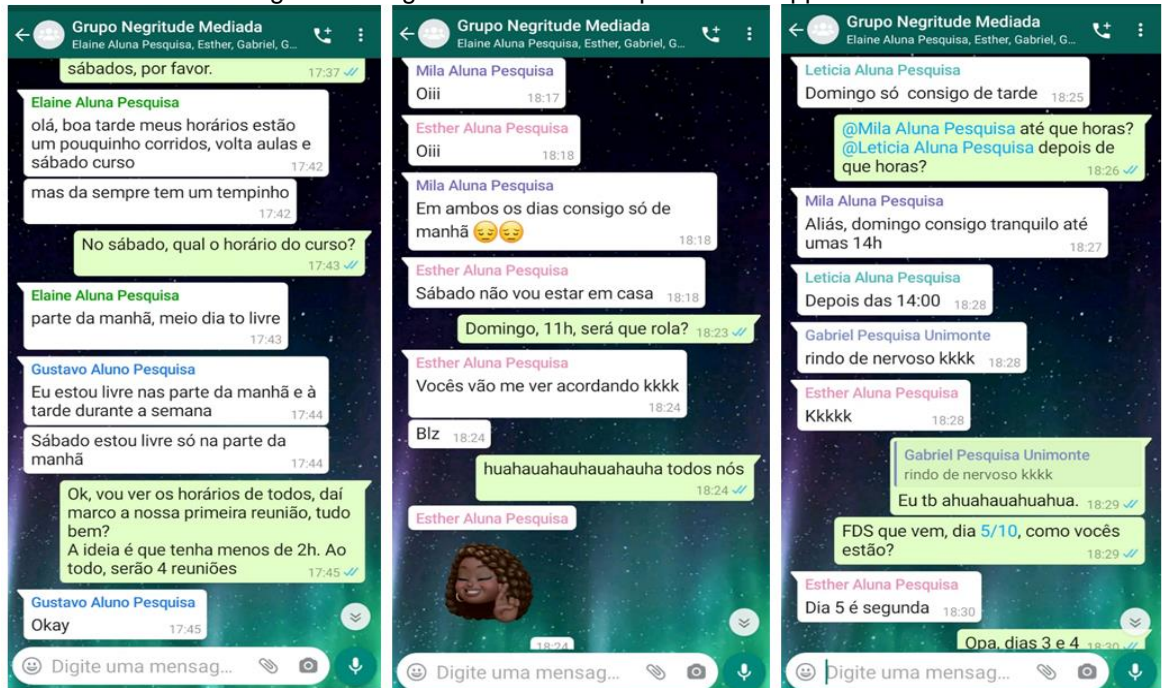 Grupo Negritude Mediada
Elaine Aluna Pesquisa, Esther, Gabriel, G...
sábados, por favor.
17:37
Elaine Aluna Pesquisa
olá, boa tarde meus horários estão
um pouquinho corridos, volta aulas e
sábado curso
17:42
mas da sempre tem um tempinho
17:42
No sábado, qual o horário do curso?
17:43
Elaine Aluna Pesquisa
parte da manhã, meio dia to livre
17:43
Gustavo Aluno Pesquisa
Eu estou livre nas parte da manhã e à
tarde durante a semana
17:44
Sábado estou livre só na parte da
manhã
17:44
Ok, vou ver os horários de todos, daí
marco a nossa primeira reunião, tudo
bem?
A ideia é que tenha menos de 2h. Ao
todo, serão 4 reuniões
17:45
Gustavo Aluno Pesquisa
Okay
17:45
Digite uma mensag...
Grupo Negritude Mediada
Elaine Aluna Pesquisa, Esther, Gabriel, G...
Mila Aluna Pesquisa
Oiii
18:17
Esther Aluna Pesquisa
Oiii
18:18
Mila Aluna Pesquisa
Em ambos os dias consigo só de
manhã 😔😔
18:18
Esther Aluna Pesquisa
Sábado não vou estar em casa
18:18
Domingo, 11h, será que rola?
18:23
Esther Aluna Pesquisa
Vocês vão me ver acordando kkkk
18:24
Blz
18:24
huahauahauhauahauha todos nós
18:24
Esther Aluna Pesquisa
18:24
Digite uma mensag...
Grupo Negritude Mediada
Elaine Aluna Pesquisa, Esther, Gabriel, G...
Leticia Aluna Pesquisa
Domingo só consigo de tarde
18:25
@Mila Aluna Pesquisa até que horas?
@Leticia Aluna Pesquisa depois de
que horas?
18:26
Mila Aluna Pesquisa
Aliás, domingo consigo tranquilo até
umas 14h
18:27
Leticia Aluna Pesquisa
Depois das 14:00
18:28
Gabriel Pesquisa Unimonte
rindo de nervoso kkkk
18:28
Esther Aluna Pesquisa
Kkkkk
18:28
Gabriel Pesquisa Unimonte
rindo de nervoso kkkk
Eu tb ahuahauahuahua.
18:29
FDS que vem, dia 5/10, como vocês
estão?
18:29
Esther Aluna Pesquisa
Dia 5 é segunda
18:30
Opa, dias 3 e 4
18:30
Digite uma mensag...